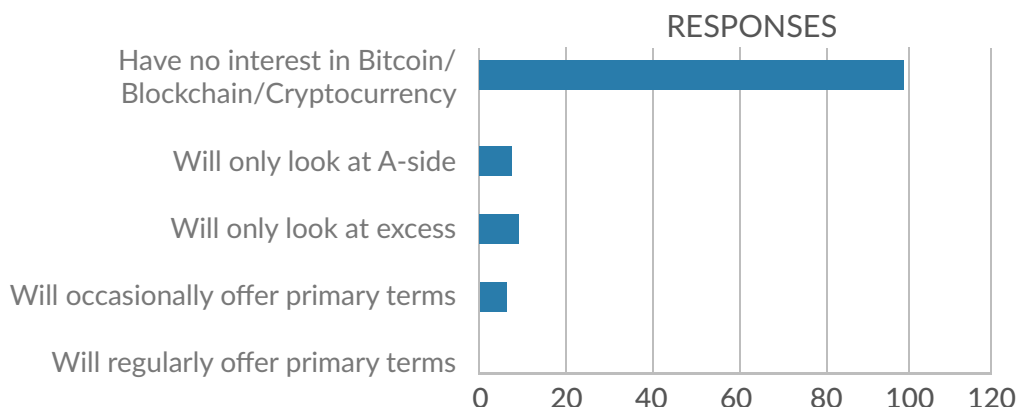 RESPONSES
Have no interest in Bitcoin/
Blockchain/Cryptocurrency
Will only look at A-side
Will only look at excess
Will occasionally offer primary terms
Will regularly offer primary terms
0 20 40 60 80 100 120